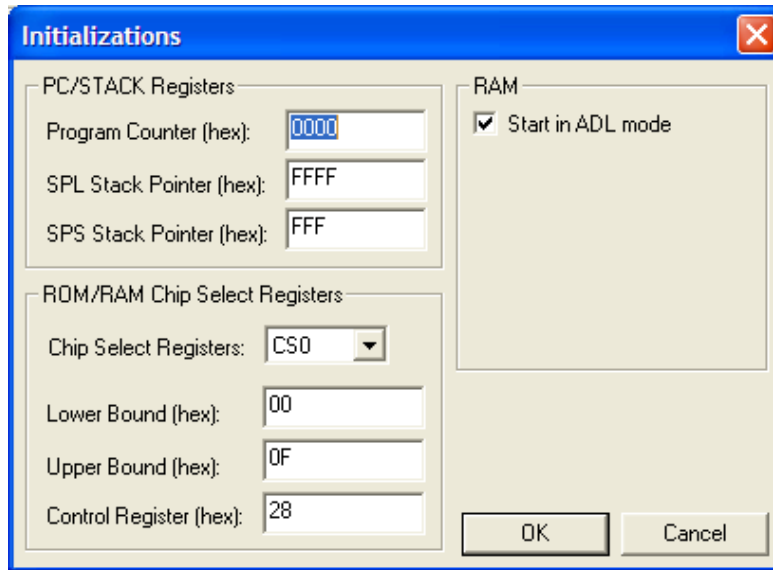 Initializations
PC/STACK Registers
Program Counter (hex): 0000
SPL Stack Pointer (hex): FFFF
SPS Stack Pointer (hex): FFF
ROM/RAM Chip Select Registers
Chip Select Registers: CS0
Lower Bound (hex): 00
Upper Bound (hex): 0F
Control Register (hex): 28
RAM
Start in ADL mode
OK
Cancel